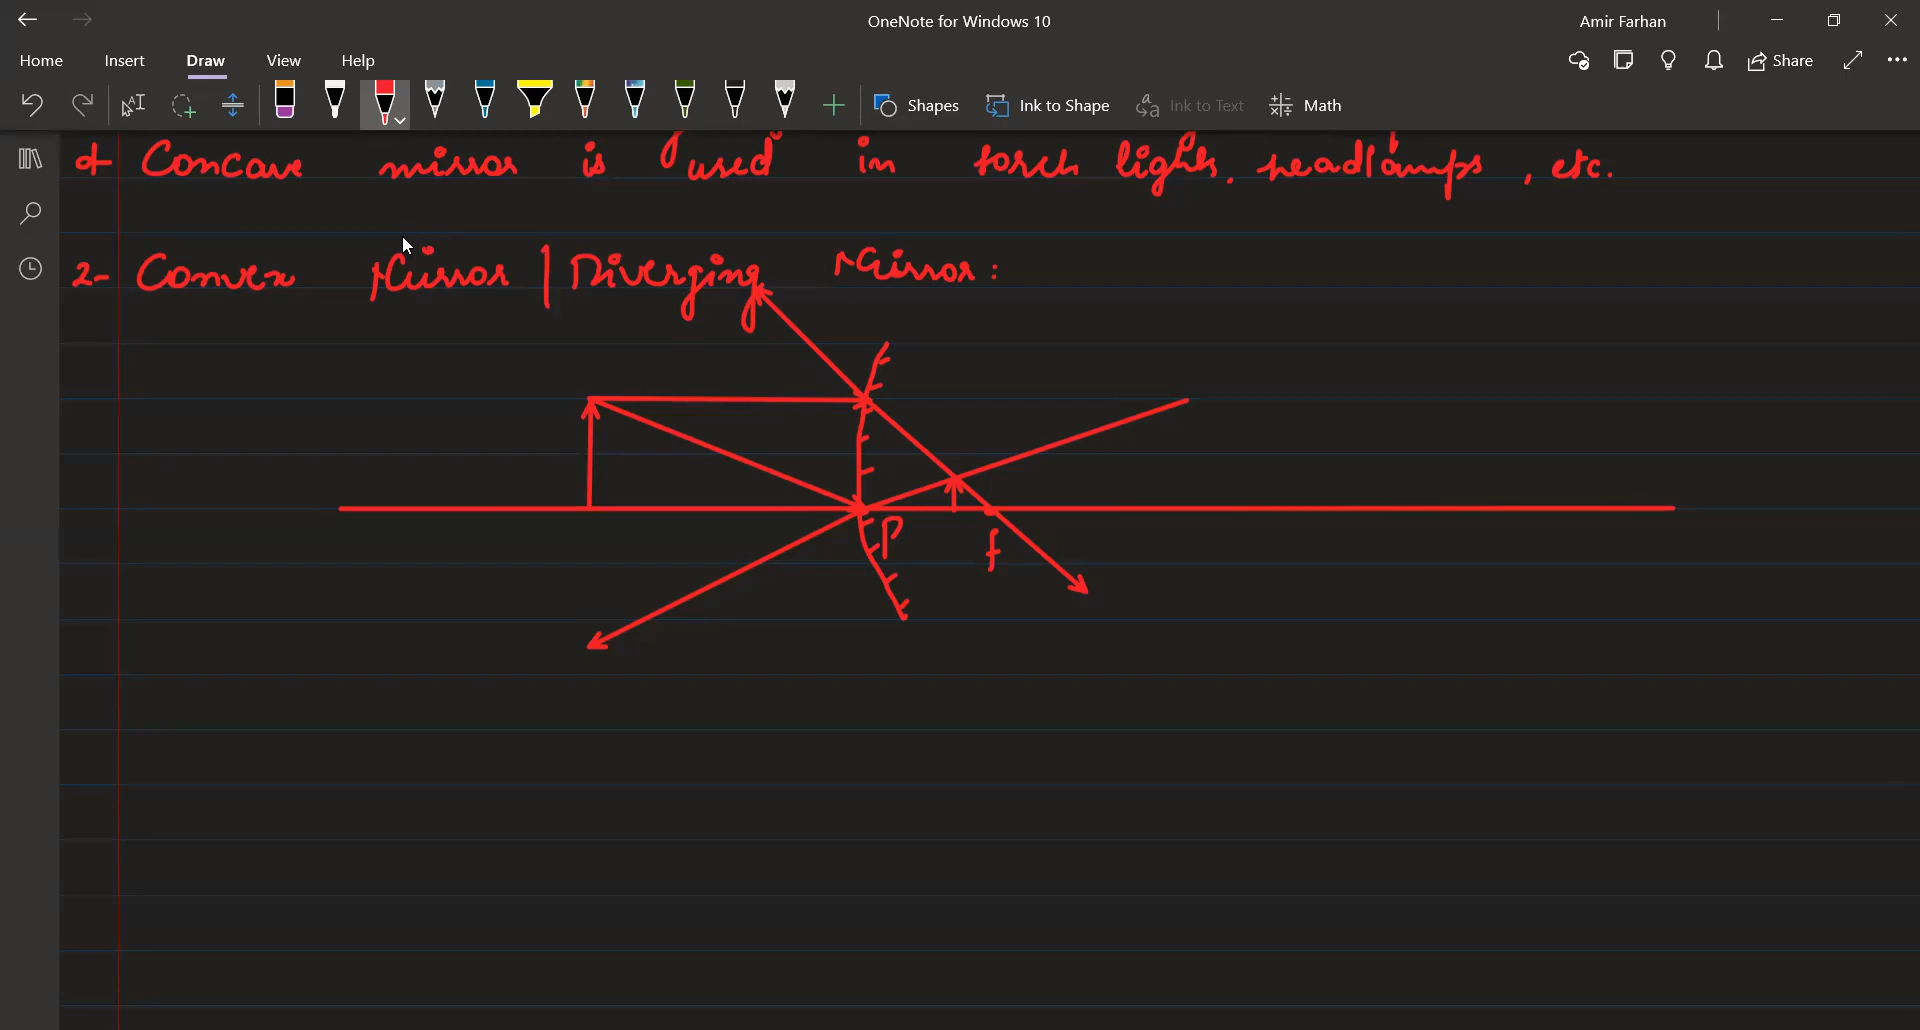 OneNote for Windows 10
Amir Farhan
Home Insert Draw View Help
Share
Shapes Ink to Shape Ink to Text Math
Concave mirror is used in torch lights, headlamps, etc.
2- Convex Mirror | Diverging Mirror:
P
f